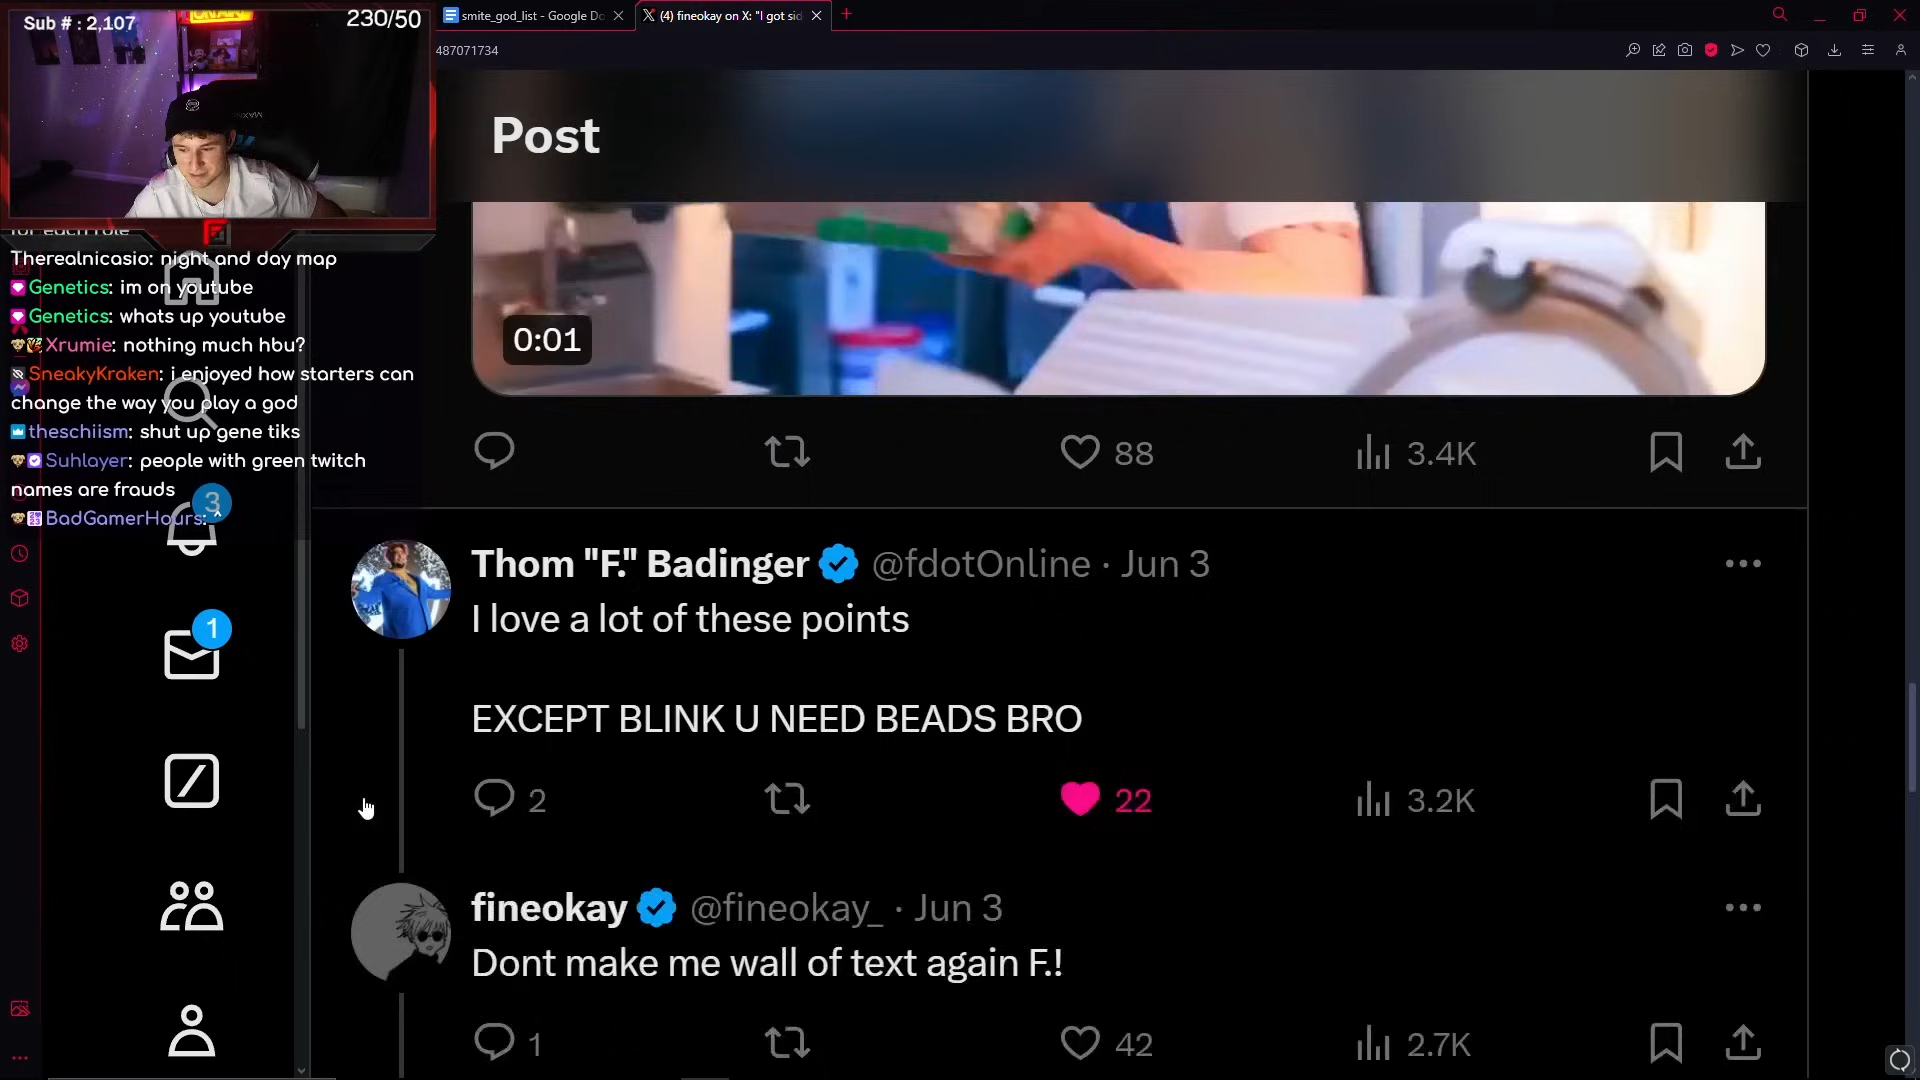 Sub # : 2,107
230/50
ON AIR
smite_god_list - Google Do
(4) fineokay on X: "I got sid
487071734
Post
for each role
Therealnicasio: night and day map
Genetics: im on youtube
Genetics: whats up youtube
Xrumie: nothing much hbu?
SneakyKraken: i enjoyed how starters can
change the way you play a god
theschiism: shut up gene tiks
Suhlayer: people with green twitch
names are frauds
BadGamerHours: ^
3
1
0:01
88
3.4K
Thom "F." Badinger @fdotOnline · Jun 3
I love a lot of these points
EXCEPT BLINK U NEED BEADS BRO
2
22
3.2K
fineokay @fineokay_ · Jun 3
Dont make me wall of text again F.!
1
42
2.7K